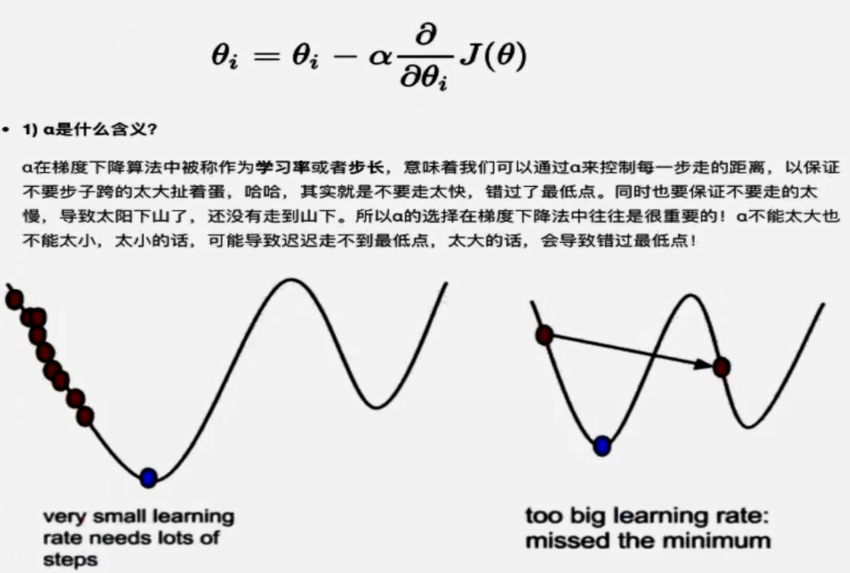 θᵢ = θᵢ − α ∂/∂θᵢ J(θ)
• 1) α是什么含义?
α在梯度下降算法中被称作为学习率或者步长，意味着我们可以通过α来控制每一步走的距离，以保证
不要步子跨的太大扯着蛋，哈哈，其实就是不要走太快，错过了最低点。同时也要保证不要走的太
慢，导致太阳下山了，还没有走到山下。所以α的选择在梯度下降法中往往是很重要的！α不能太大也
不能太小，太小的话，可能导致迟迟走不到最低点，太大的话，会导致错过最低点！
very small learning
rate needs lots of
steps
too big learning rate:
missed the minimum